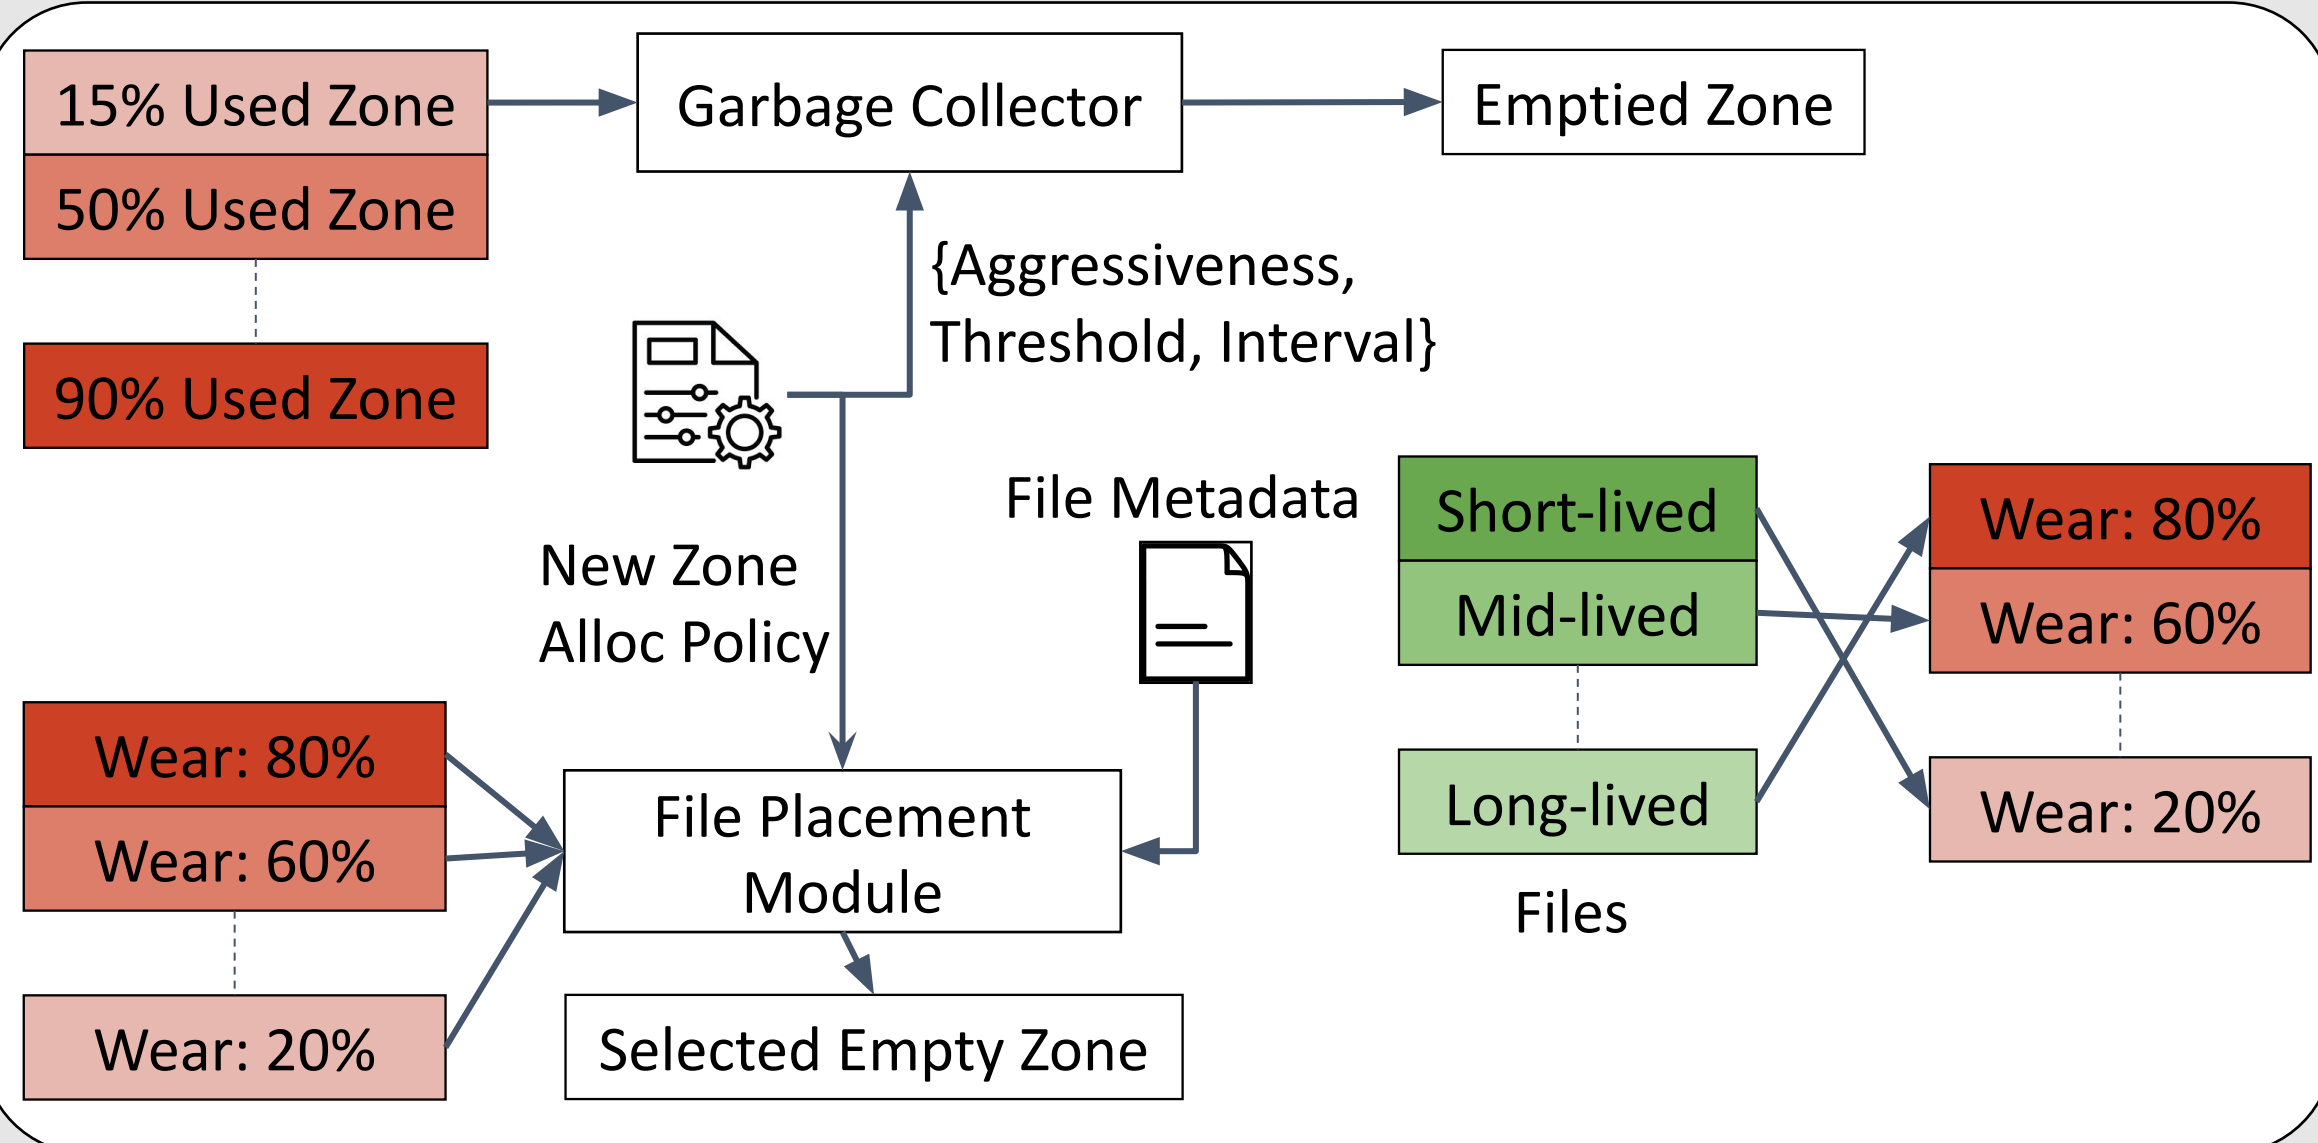 15% Used Zone
50% Used Zone
90% Used Zone
Garbage Collector
Emptied Zone
{Aggressiveness,
Threshold, Interval}
New Zone
Alloc Policy
File Metadata
Wear: 80%
Wear: 60%
Wear: 20%
File Placement
Module
Selected Empty Zone
Short-lived
Mid-lived
Long-lived
Files
Wear: 80%
Wear: 60%
Wear: 20%